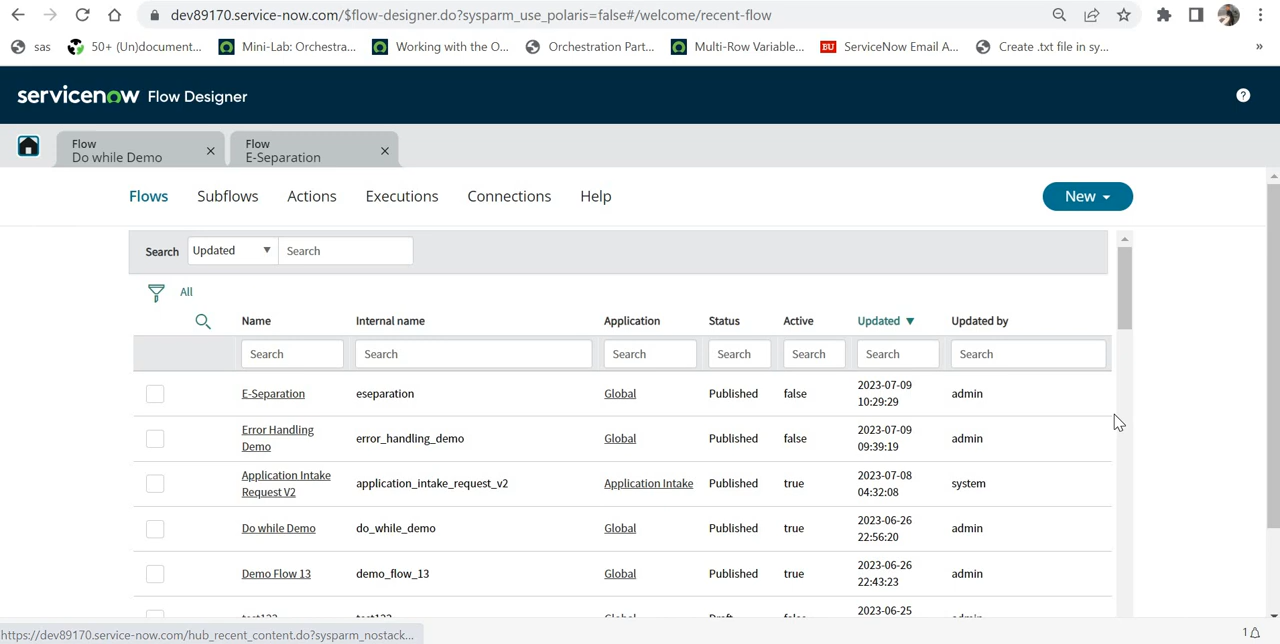 dev89170.service-now.com/$flow-designer.do?sysparm_use_polaris=false#/welcome/recent-flow
sas
50+ (Un)document...
Mini-Lab: Orchestra...
Working with the O...
Orchestration Part...
Multi-Row Variable...
BU
ServiceNow Email A...
Create .txt file in sy...
»
servicenow Flow Designer
?
Flow
Do while Demo
Flow
E-Separation
Flows
Subflows
Actions
Executions
Connections
Help
New
Search
Updated
Search
All
Name
Internal name
Application
Status
Active
Updated
Updated by
Search
Search
Search
Search
Search
Search
Search
E-Separation
eseparation
Global
Published
false
2023-07-09
10:29:29
admin
Error Handling
Demo
error_handling_demo
Global
Published
false
2023-07-09
09:39:19
admin
Application Intake
Request V2
application_intake_request_v2
Application Intake
Published
true
2023-07-08
04:32:08
system
Do while Demo
do_while_demo
Global
Published
true
2023-06-26
22:56:20
admin
Demo Flow 13
demo_flow_13
Global
Published
true
2023-06-26
22:43:23
admin
2023-06-25
https://dev89170.service-now.com/hub_recent_content.do?sysparm_nostack...
1